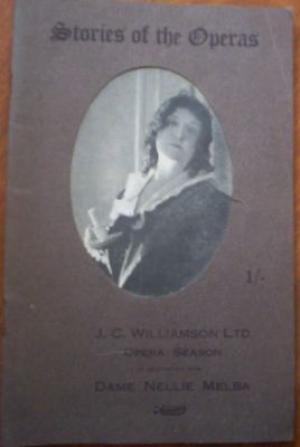 Stories of the Operas
1/-
J. C. WILLIAMSON LTD.
OPERA SEASON
DAME NELLIE MELBA